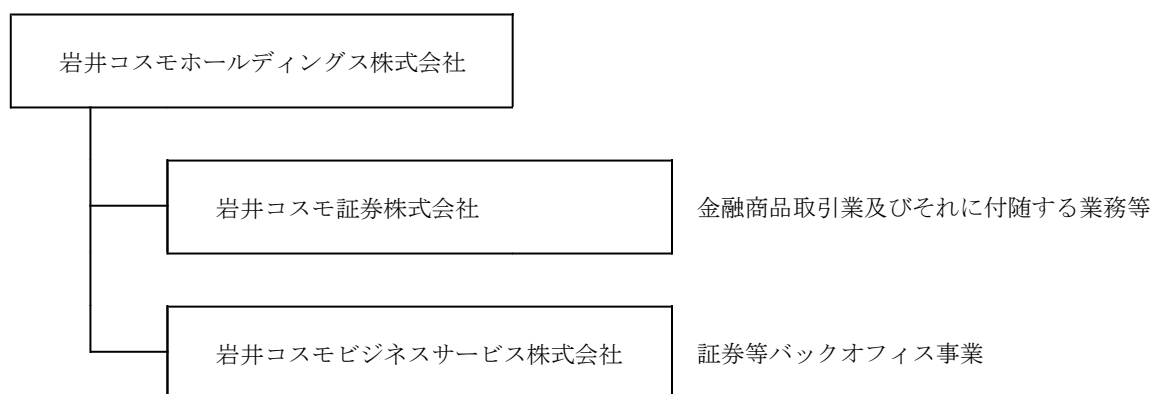 岩井コスモホールディングス株式会社
岩井コスモ証券株式会社 金融商品取引業及びそれに付随する業務等
岩井コスモビジネスサービス株式会社 証券等バックオフィス事業